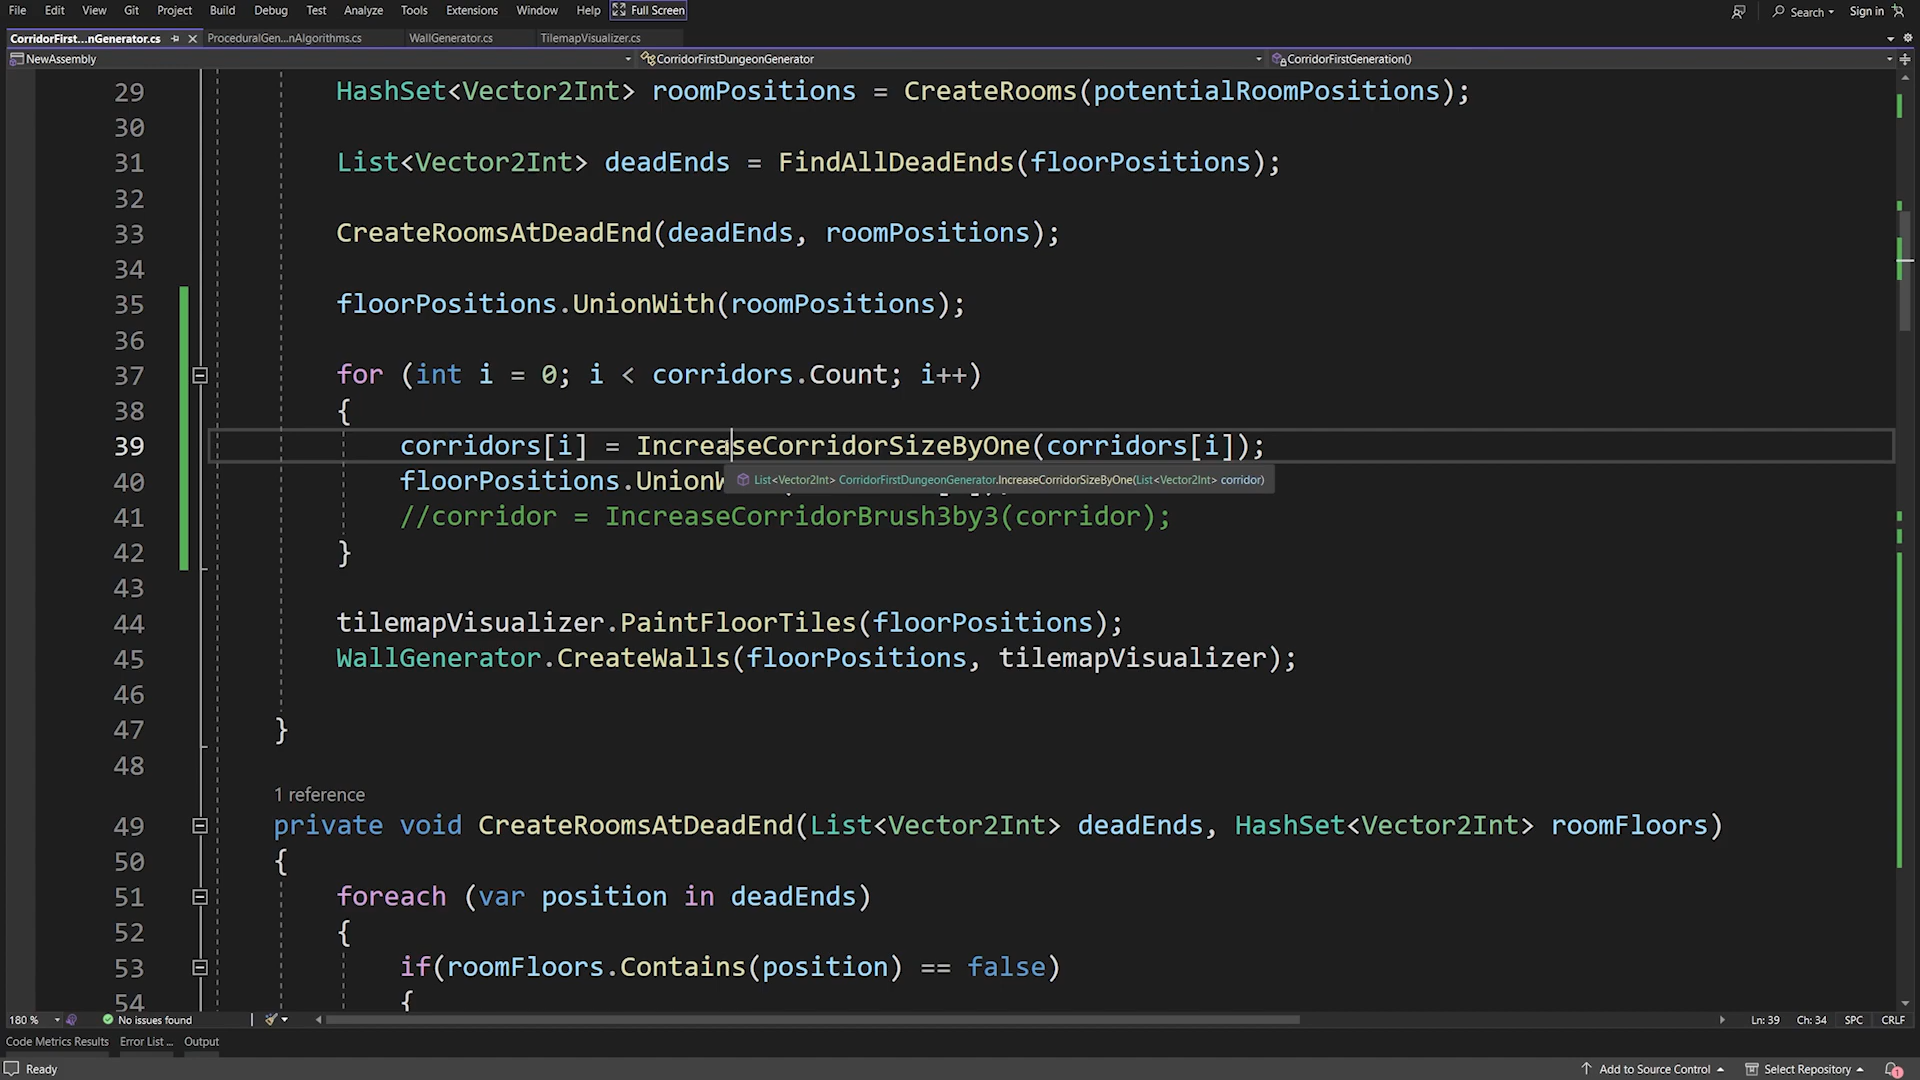 File Edit View Git Project Build Debug Test Analyze Tools Extensions Window Help Full Screen Search Sign in
CorridorFirst...nGenerator.cs ProceduralGen...nAlgorithms.cs WallGenerator.cs TilemapVisualizer.cs
NewAssembly CorridorFirstDungeonGenerator CorridorFirstGeneration()
29 HashSet<Vector2Int> roomPositions = CreateRooms(potentialRoomPositions);
30
31 List<Vector2Int> deadEnds = FindAllDeadEnds(floorPositions);
32
33 CreateRoomsAtDeadEnd(deadEnds, roomPositions);
34
35 floorPositions.UnionWith(roomPositions);
36
37 for (int i = 0; i < corridors.Count; i++)
38 {
39 corridors[i] = IncreaseCorridorSizeByOne(corridors[i]);
40 floorPositions.UnionW
List<Vector2Int> CorridorFirstDungeonGenerator.IncreaseCorridorSizeByOne(List<Vector2Int> corridor)
41 //corridor = IncreaseCorridorBrush3by3(corridor);
42 }
43
44 tilemapVisualizer.PaintFloorTiles(floorPositions);
45 WallGenerator.CreateWalls(floorPositions, tilemapVisualizer);
46
47 }
48
1 reference
49 private void CreateRoomsAtDeadEnd(List<Vector2Int> deadEnds, HashSet<Vector2Int> roomFloors)
50 {
51 foreach (var position in deadEnds)
52 {
53 if(roomFloors.Contains(position) == false)
54 {
180 % No issues found Ln: 39 Ch: 34 SPC CRLF
Code Metrics Results Error List ... Output
Ready Add to Source Control Select Repository 1